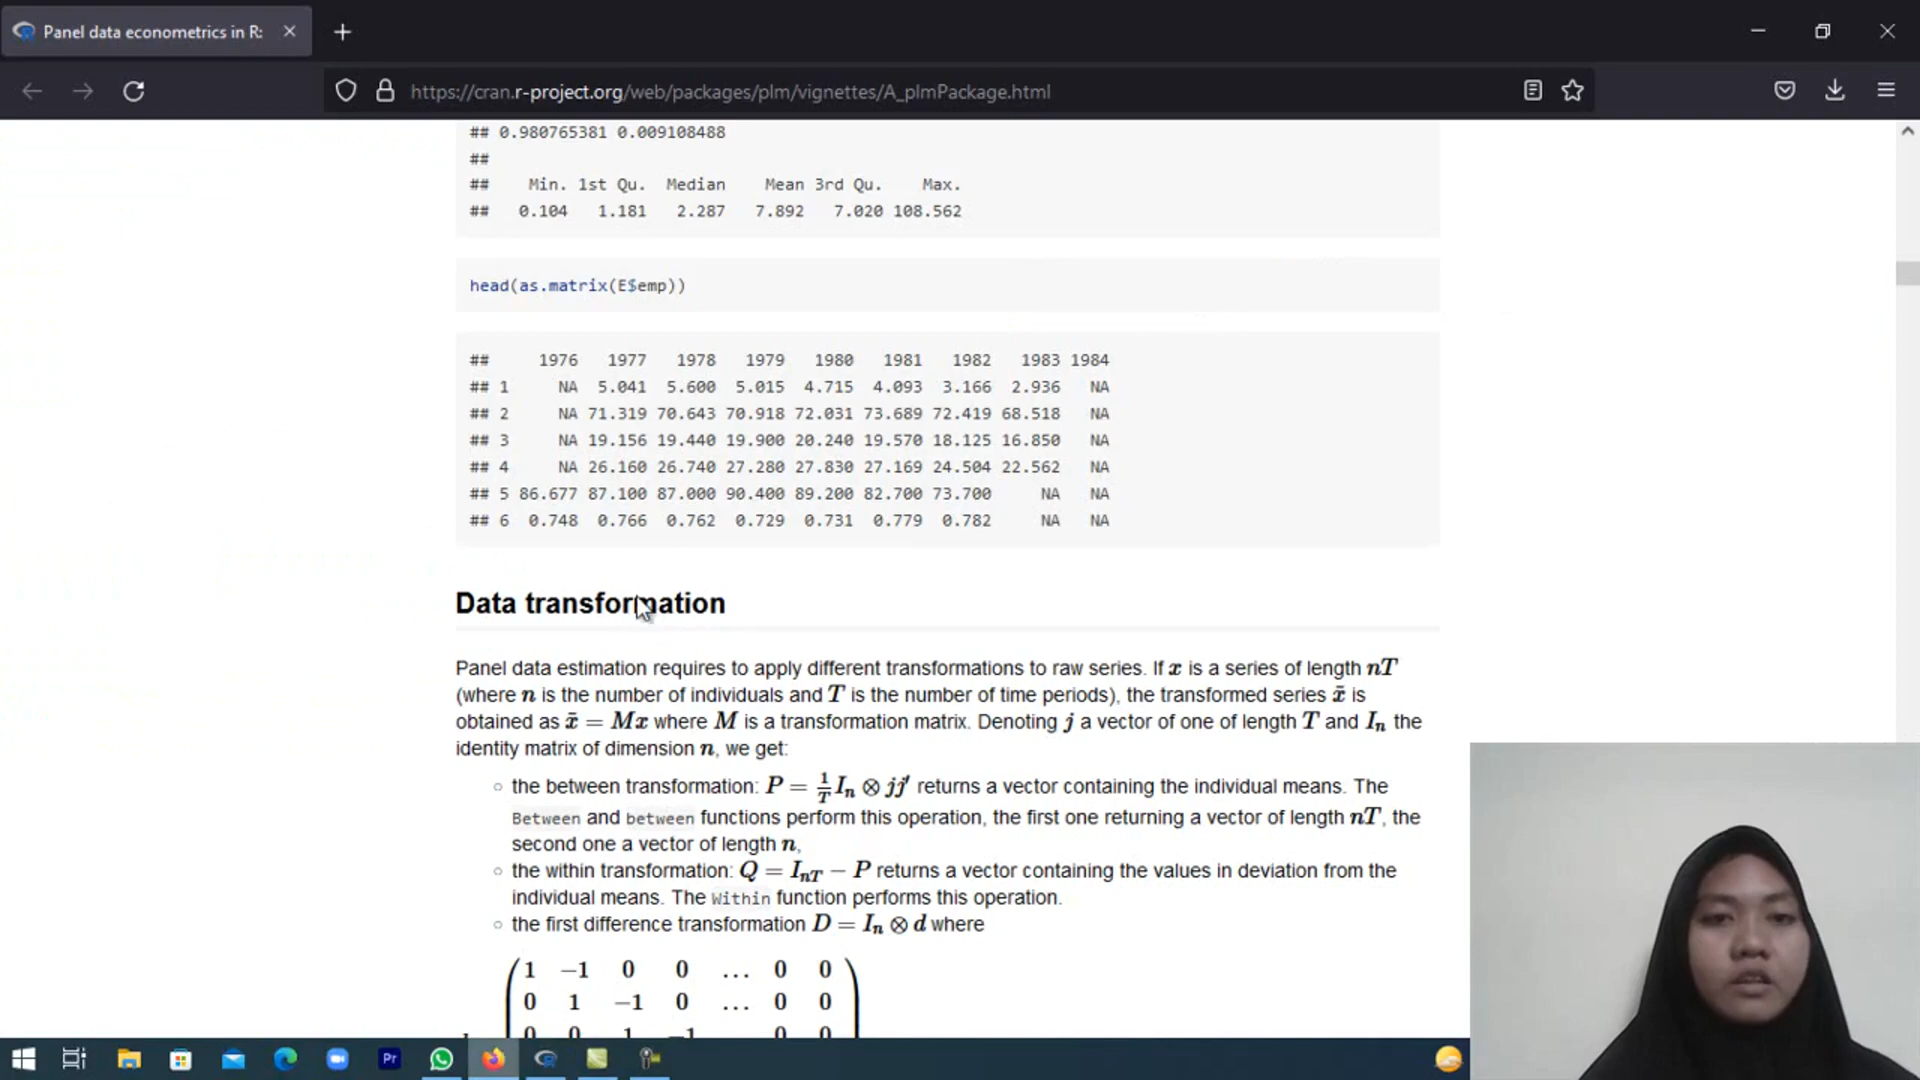 Panel data econometrics in R:
https://cran.r-project.org/web/packages/plm/vignettes/A_plmPackage.html
## 0.980765381 0.009108488
##
## Min. 1st Qu. Median Mean 3rd Qu. Max.
## 0.104 1.181 2.287 7.892 7.020 108.562
head(as.matrix(E$emp))
## 1976 1977 1978 1979 1980 1981 1982 1983 1984
## 1 NA 5.041 5.600 5.015 4.715 4.093 3.166 2.936 NA
## 2 NA 71.319 70.643 70.918 72.031 73.689 72.419 68.518 NA
## 3 NA 19.156 19.440 19.900 20.240 19.570 18.125 16.850 NA
## 4 NA 26.160 26.740 27.280 27.830 27.169 24.504 22.562 NA
## 5 86.677 87.100 87.000 90.400 89.200 82.700 73.700 NA NA
## 6 0.748 0.766 0.762 0.729 0.731 0.779 0.782 NA NA
Data transformation
Panel data estimation requires to apply different transformations to raw series. If x is a series of length nT
(where n is the number of individuals and T is the number of time periods), the transformed series x̃ is
obtained as x̃ = Mx where M is a transformation matrix. Denoting j a vector of one of length T and Iₙ the
identity matrix of dimension n, we get:
the between transformation: P = 1/T Iₙ ⊗ jj′ returns a vector containing the individual means. The
Between and between functions perform this operation, the first one returning a vector of length nT, the
second one a vector of length n,
the within transformation: Q = I_nT − P returns a vector containing the values in deviation from the
individual means. The Within function performs this operation.
the first difference transformation D = Iₙ ⊗ d where
1 −1 0 0 … 0 0
0 1 −1 0 … 0 0
0 0 1 −1 0 0
Pr